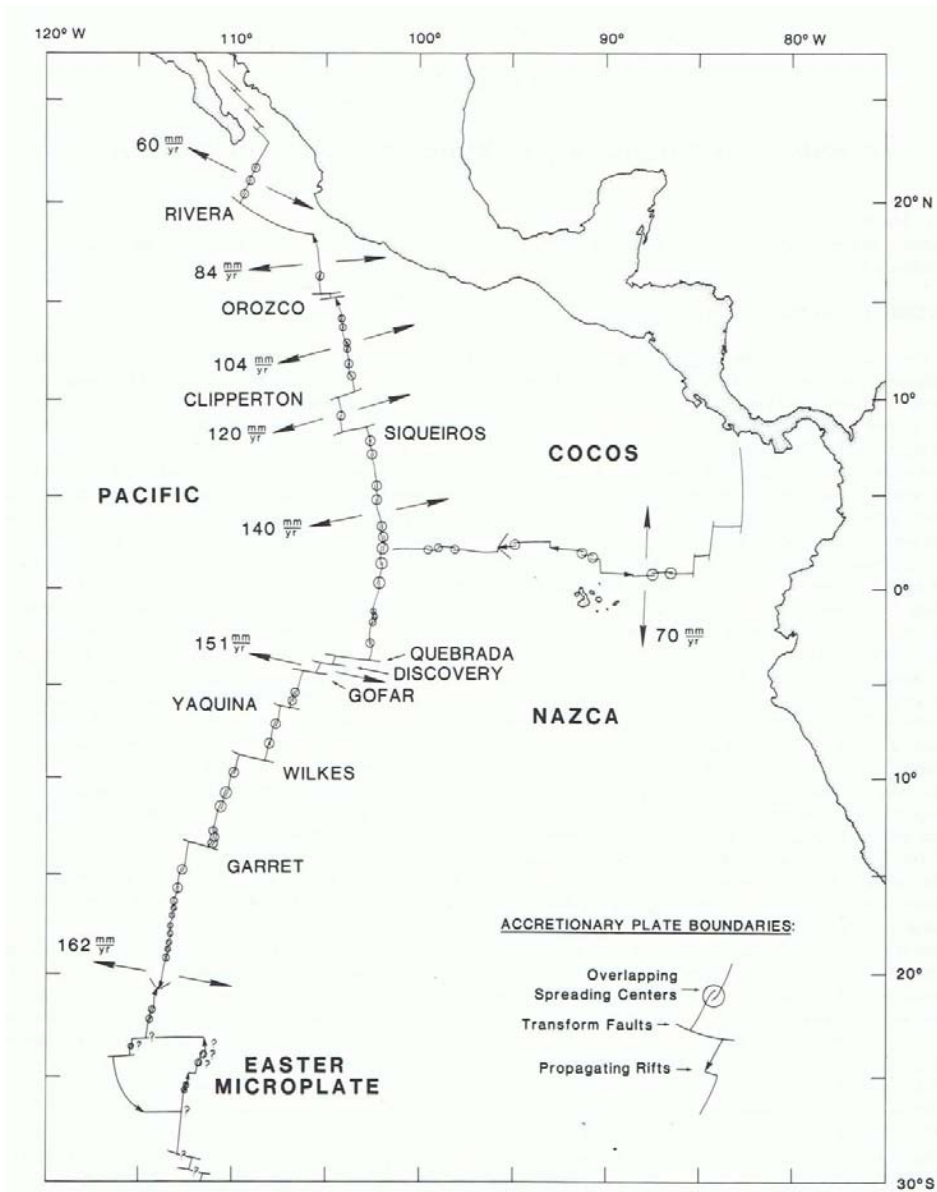 120° W
110°
100°
90°
80° W
60 mm/yr
20° N
RIVERA
84 mm/yr
OROZCO
104 mm/yr
CLIPPERTON
10°
120 mm/yr
SIQUEIROS
COCOS
PACIFIC
140 mm/yr
0°
70 mm/yr
151 mm/yr
QUEBRADA
DISCOVERY
GOFAR
YAQUINA
NAZCA
WILKES
10°
GARRET
ACCRETIONARY PLATE BOUNDARIES:
162 mm/yr
Overlapping
Spreading Centers
20°
Transform Faults
Propagating Rifts
?
?
?
?
?
EASTER
MICROPLATE
?
?
?
?
?
30° S